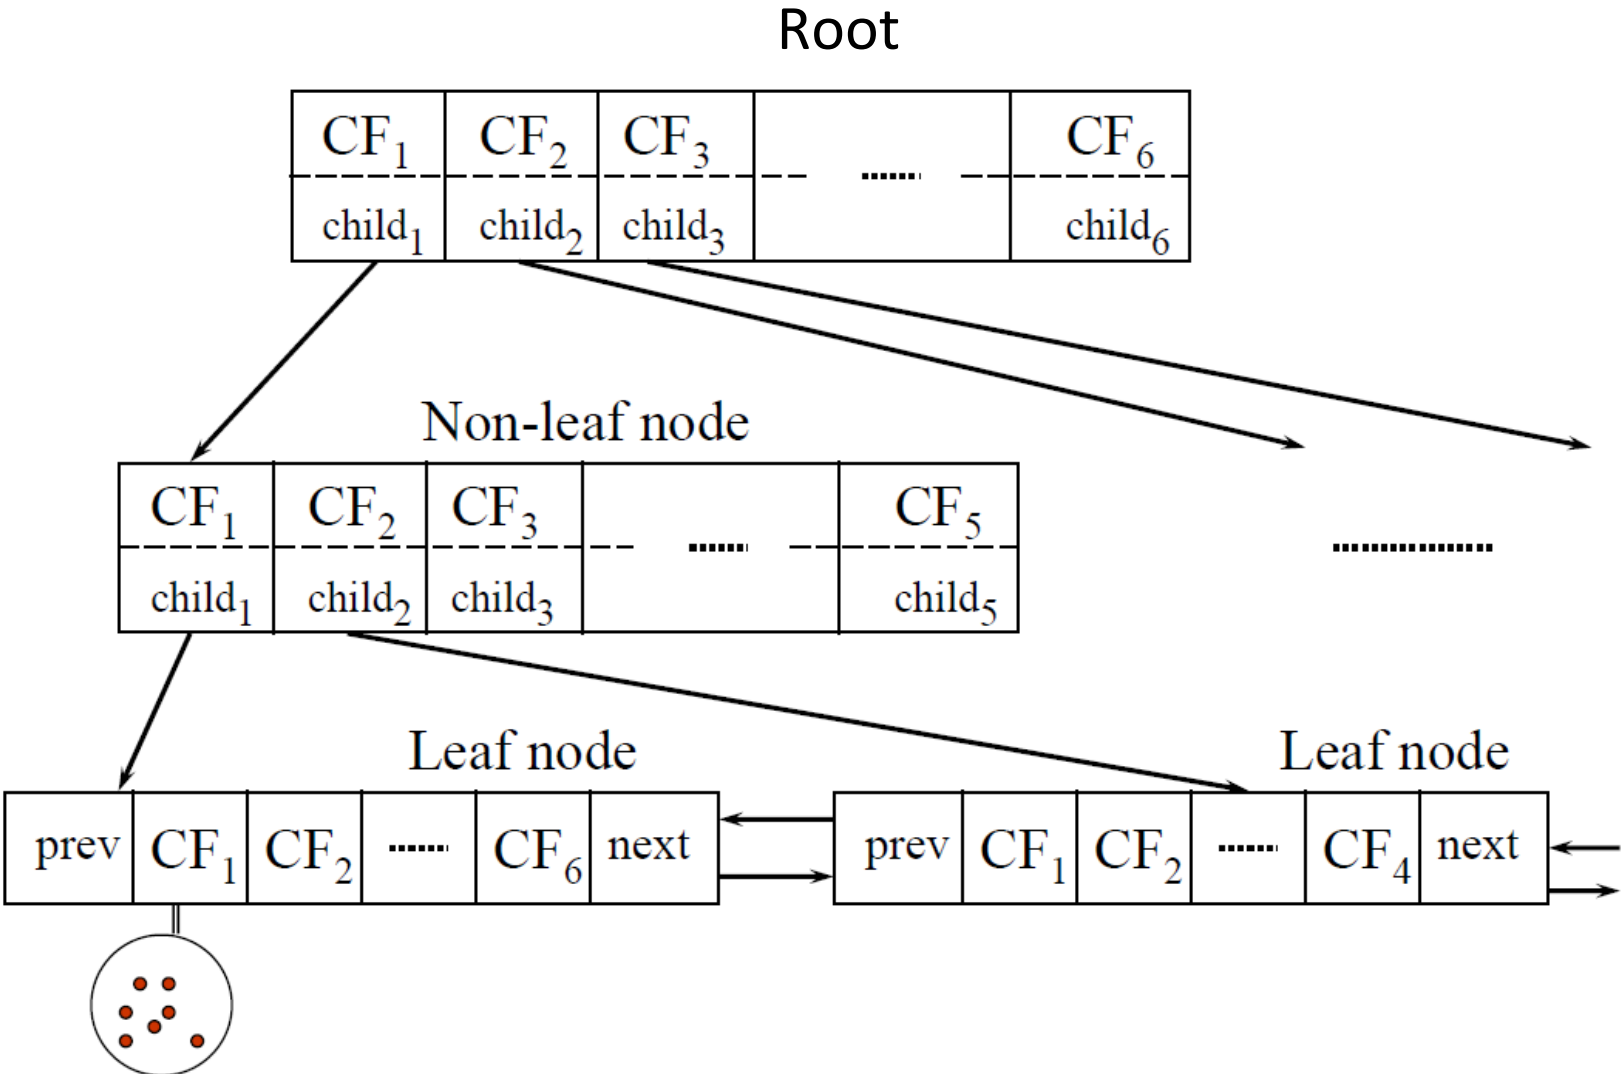 Root
CF1 CF2 CF3 ........ CF6
child1 child2 child3 child6
Non-leaf node
CF1 CF2 CF3 ........ CF5
child1 child2 child3 child5
Leaf node Leaf node
prev CF1 CF2 ........ CF6 next prev CF1 CF2 ........ CF4 next